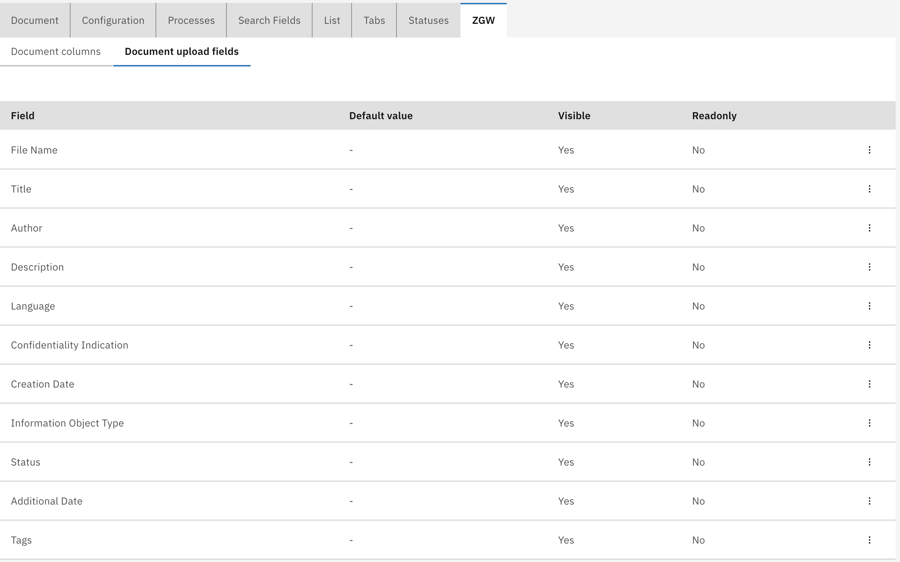 Document Configuration Processes Search Fields List Tabs Statuses ZGW
Document columns Document upload fields
Field Default value Visible Readonly
File Name - Yes No
Title - Yes No
Author - Yes No
Description - Yes No
Language - Yes No
Confidentiality Indication - Yes No
Creation Date - Yes No
Information Object Type - Yes No
Status - Yes No
Additional Date - Yes No
Tags - Yes No